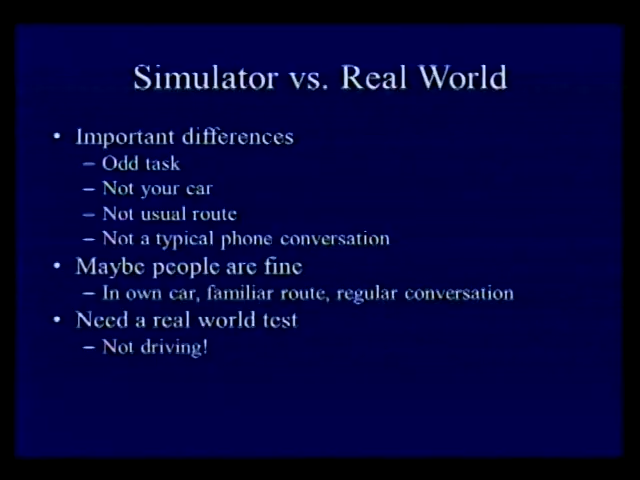 Simulator vs. Real World
• Important differences
– Odd task
– Not your car
– Not usual route
– Not a typical phone conversation
• Maybe people are fine
– In own car, familiar route, regular conversation
• Need a real world test
– Not driving!